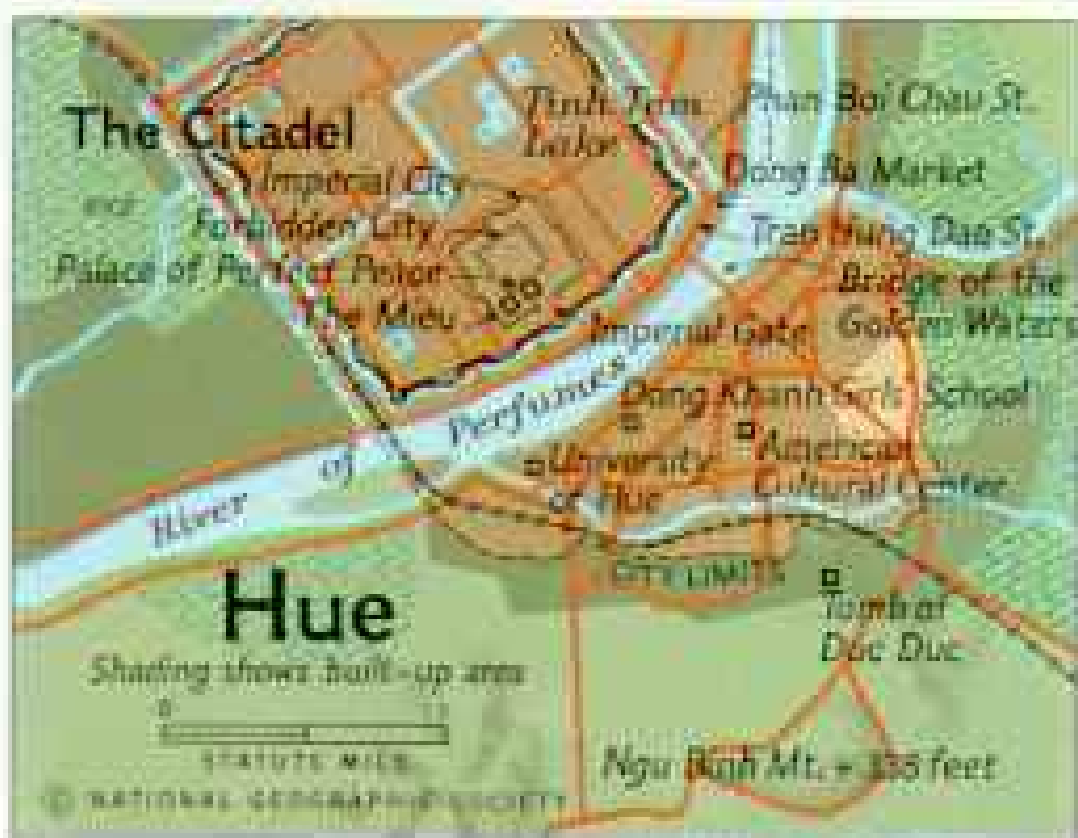 The Citadel
Tinh Tam
Lake
Phan Boi Chau St.
Imperial City
Forbidden City
Palace of Perfect Peace
The Mieu
Dong Ba Market
Tran Hung Dao St.
Bridge of the
Golden Waters
Imperial Gate
Dong Khanh Girls' School
University
of Hue
American
Cultural Center
River of Perfumes
CITY LIMITS
Tomb of
Duc Duc
Hue
Shading shows built-up area
0
STATUTE MILE
Ngu Binh Mt. + feet
© NATIONAL GEOGRAPHIC SOCIETY